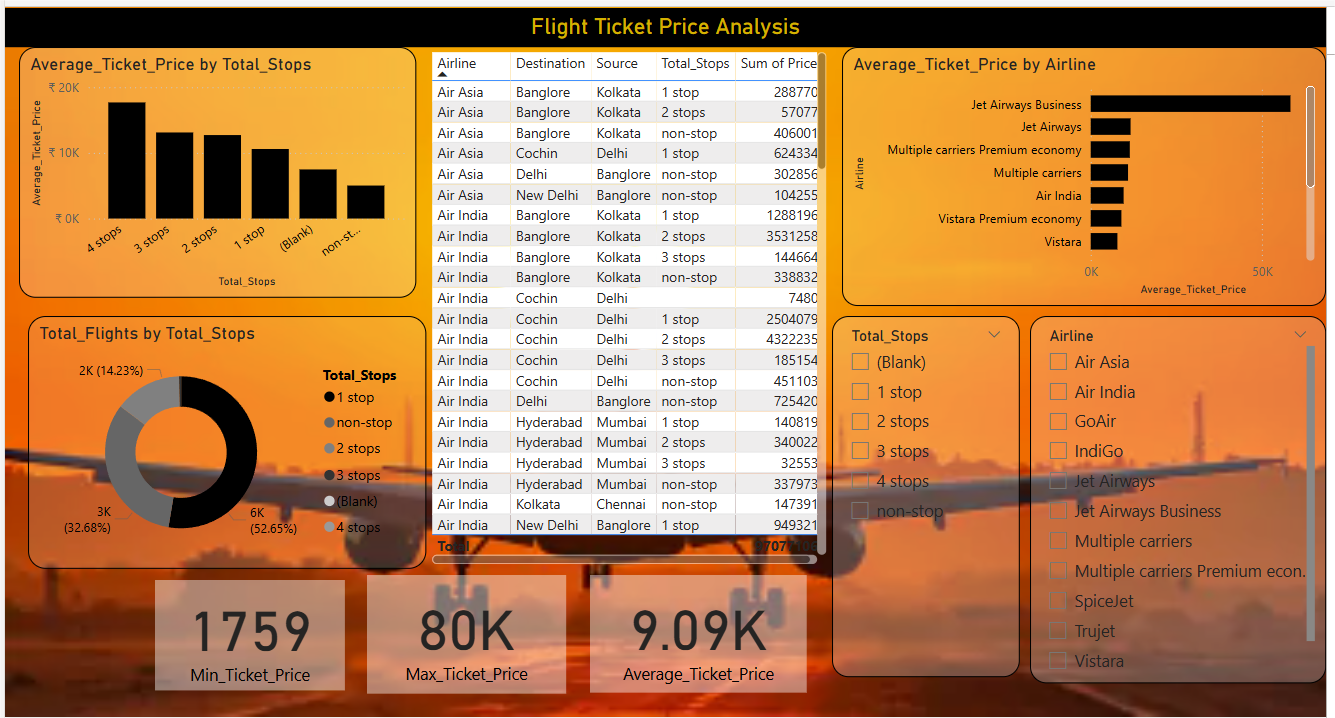 Flight Ticket Price Analysis
Average_Ticket_Price by Total_Stops
₹ 20K
₹ 10K
₹ 0K
Average_Ticket_Price
4 stops
3 stops
2 stops
1 stop
(Blank)
non-st...
Total_Stops
Total_Flights by Total_Stops
2K (14.23%)
3K
(32.68%)
6K
(52.65%)
Total_Stops
1 stop
non-stop
2 stops
3 stops
(Blank)
4 stops
Airline Destination Source Total_Stops Sum of Price
Air Asia Banglore Kolkata 1 stop 288770
Air Asia Banglore Kolkata 2 stops 57077
Air Asia Banglore Kolkata non-stop 406001
Air Asia Cochin Delhi 1 stop 624334
Air Asia Delhi Banglore non-stop 302856
Air Asia New Delhi Banglore non-stop 104255
Air India Banglore Kolkata 1 stop 1288196
Air India Banglore Kolkata 2 stops 3531258
Air India Banglore Kolkata 3 stops 144664
Air India Banglore Kolkata non-stop 338832
Air India Cochin Delhi 7480
Air India Cochin Delhi 1 stop 2504079
Air India Cochin Delhi 2 stops 4322235
Air India Cochin Delhi 3 stops 185154
Air India Cochin Delhi non-stop 451103
Air India Delhi Banglore non-stop 725420
Air India Hyderabad Mumbai 1 stop 140819
Air India Hyderabad Mumbai 2 stops 340022
Air India Hyderabad Mumbai 3 stops 32553
Air India Hyderabad Mumbai non-stop 337973
Air India Kolkata Chennai non-stop 147391
Air India New Delhi Banglore 1 stop 949321
Total
Average_Ticket_Price by Airline
Airline
Jet Airways Business
Jet Airways
Multiple carriers Premium economy
Multiple carriers
Air India
Vistara Premium economy
Vistara
0K 50K
Average_Ticket_Price
Total_Stops
(Blank)
1 stop
2 stops
3 stops
4 stops
non-stop
Airline
Air Asia
Air India
GoAir
IndiGo
Jet Airways
Jet Airways Business
Multiple carriers
Multiple carriers Premium econ.
SpiceJet
Trujet
Vistara
1759
Min_Ticket_Price
80K
Max_Ticket_Price
9.09K
Average_Ticket_Price